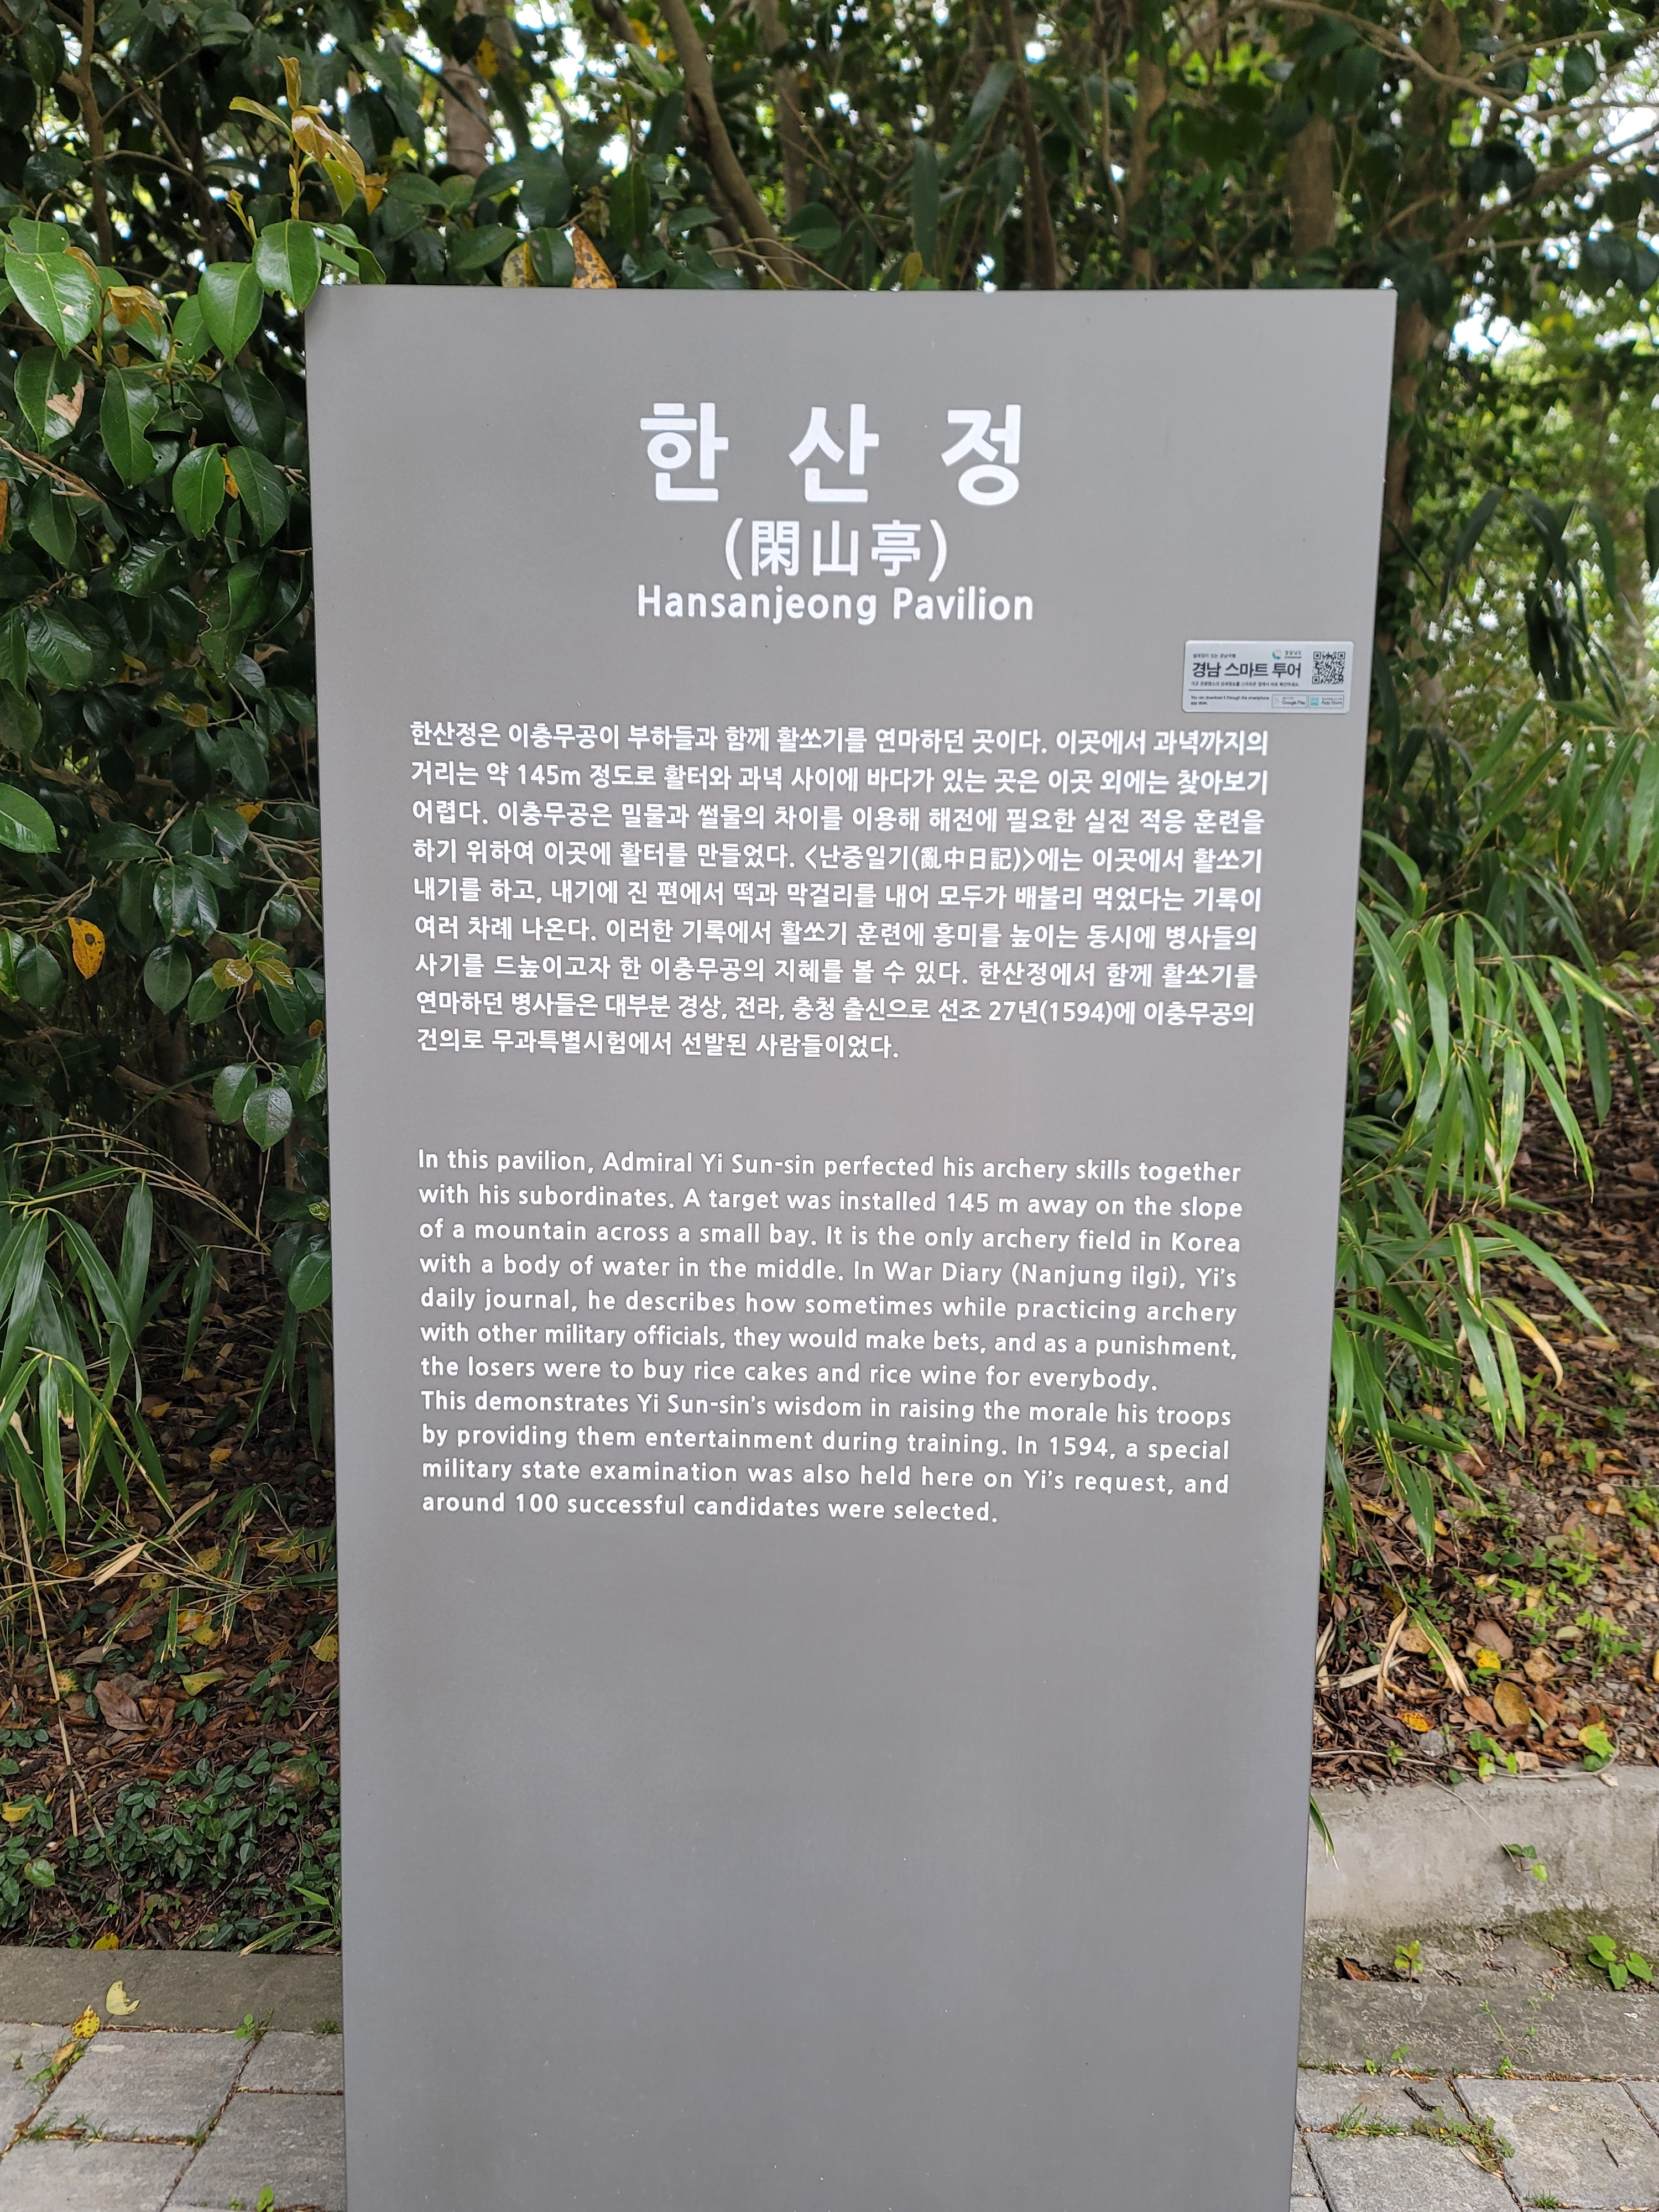 한산정
(閑山亭)
Hansanjeong Pavilion
경남 스마트 투어
You can download it through the smartphone
Google Play
App Store
한산정은 이충무공이 부하들과 함께 활쏘기를 연마하던 곳이다. 이곳에서 과녁까지의
거리는 약 145m 정도로 활터와 과녁 사이에 바다가 있는 곳은 이곳 외에는 찾아보기
어렵다. 이충무공은 밀물과 썰물의 차이를 이용해 해전에 필요한 실전 적응 훈련을
하기 위하여 이곳에 활터를 만들었다. <난중일기(亂中日記)>에는 이곳에서 활쏘기
내기를 하고, 내기에 진 편에서 떡과 막걸리를 내어 모두가 배불리 먹었다는 기록이
여러 차례 나온다. 이러한 기록에서 활쏘기 훈련에 흥미를 높이는 동시에 병사들의
사기를 드높이고자 한 이충무공의 지혜를 볼 수 있다. 한산정에서 함께 활쏘기를
연마하던 병사들은 대부분 경상, 전라, 충청 출신으로 선조 27년(1594)에 이충무공의
건의로 무과특별시험에서 선발된 사람들이었다.
In this pavilion, Admiral Yi Sun-sin perfected his archery skills together
with his subordinates. A target was installed 145 m away on the slope
of a mountain across a small bay. It is the only archery field in Korea
with a body of water in the middle. In War Diary (Nanjung ilgi), Yi's
daily journal, he describes how sometimes while practicing archery
with other military officials, they would make bets, and as a punishment,
the losers were to buy rice cakes and rice wine for everybody.
This demonstrates Yi Sun-sin's wisdom in raising the morale his troops
by providing them entertainment during training. In 1594, a special
military state examination was also held here on Yi's request, and
around 100 successful candidates were selected.